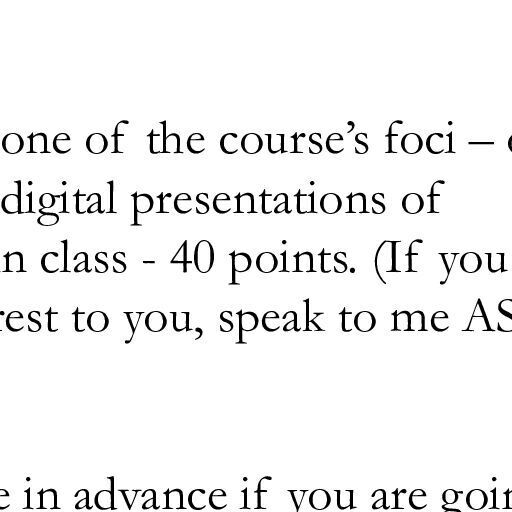 one of the course’s foci –
digital presentations of
n class - 40 points. (If you
rest to you, speak to me AS
e in advance if you are goin